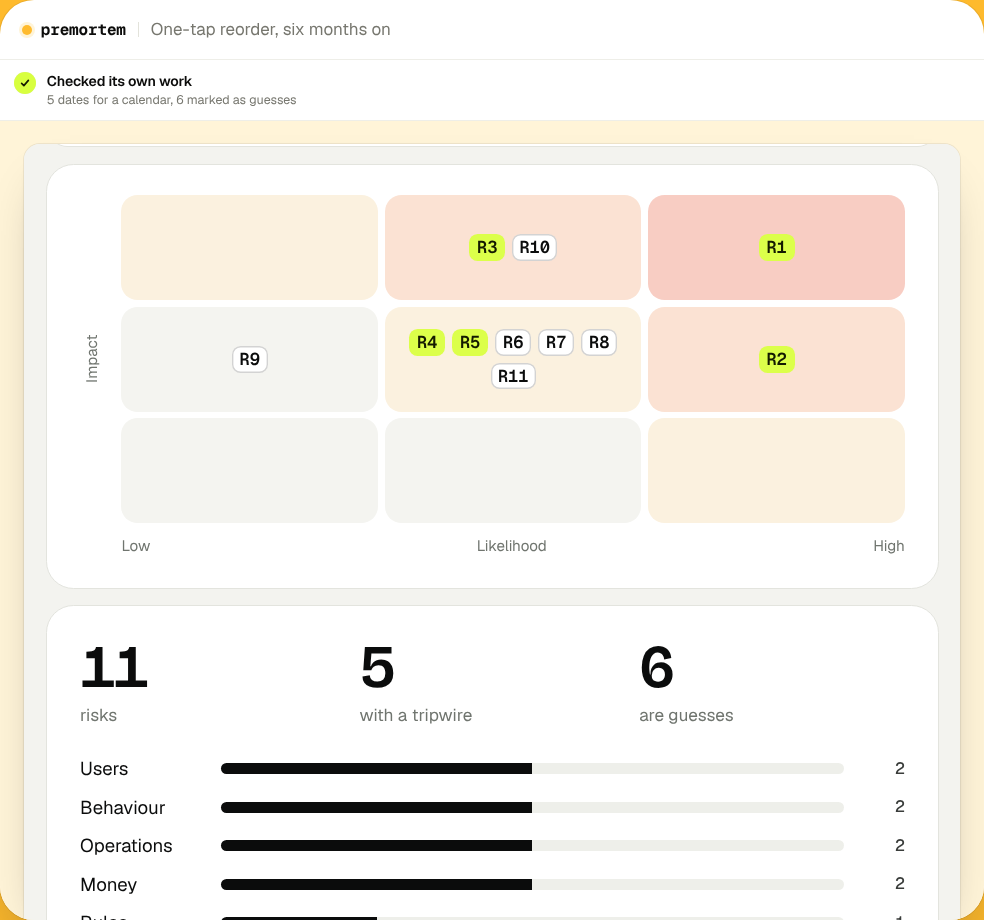 premortem
One-tap reorder, six months on
Checked its own work
5 dates for a calendar, 6 marked as guesses
R3 R10
R1
Impact
R9
R4 R5 R6 R7 R8
R11
R2
Low
Likelihood
High
11
risks
5
with a tripwire
6
are guesses
Users 2
Behaviour 2
Operations 2
Money 2